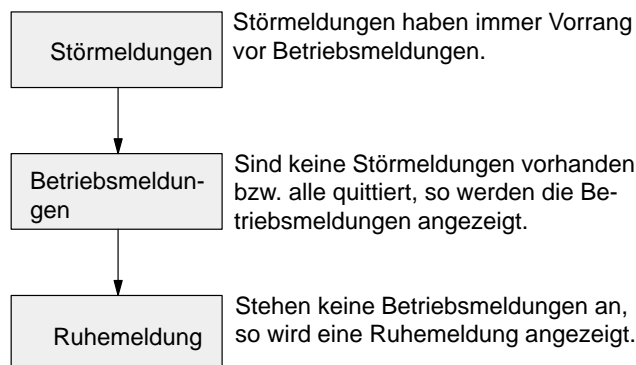 Störmeldungen
Störmeldungen haben immer Vorrang
vor Betriebsmeldungen.
Betriebsmeldun-
gen
Sind keine Störmeldungen vorhanden
bzw. alle quittiert, so werden die Be-
triebsmeldungen angezeigt.
Ruhemeldung
Stehen keine Betriebsmeldungen an,
so wird eine Ruhemeldung angezeigt.